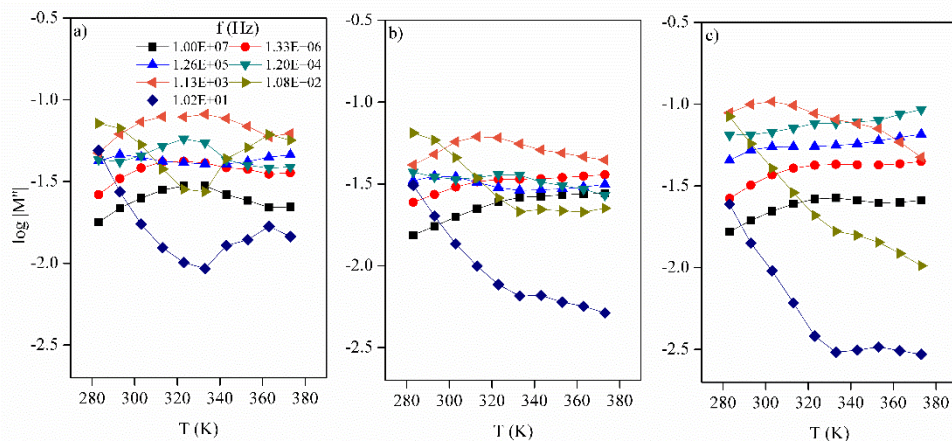 a)
f (Hz)
1.00E+07 1.33E−06
1.26E+05 1.20E−04
1.13E+03 1.08E−02
1.02E+01
b)
c)
log |M''|
-0.5
-1.0
-1.5
-2.0
-2.5
280 300 320 340 360 380
T (K)
-0.5
-1.0
-1.5
-2.0
-2.5
280 300 320 340 360 380
T (K)
-0.5
-1.0
-1.5
-2.0
-2.5
280 300 320 340 360 380
T (K)